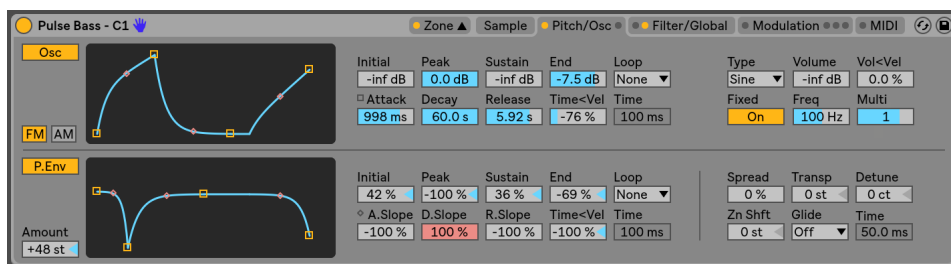 Pulse Bass - C1 Zone ▲ Sample Pitch/Osc Filter/Global Modulation MIDI
Osc
Initial Peak Sustain End Loop Type Volume Vol<Vel
-inf dB 0.0 dB -inf dB -7.5 dB None ▼ Sine ▼ -inf dB 0.0 %
Attack Decay Release Time<Vel Time Fixed Freq Multi
FM AM 998 ms 60.0 s 5.92 s -76 % 100 ms On 100 Hz 1
P.Env
Initial Peak Sustain End Loop Spread Transp Detune
42 % -100 % 36 % -69 % None ▼ 0 % 0 st 0 ct
A.Slope D.Slope R.Slope Time<Vel Time Zn Shft Glide Time
Amount -100 % 100 % -100 % -100 % 100 ms 0 st Off ▼ 50.0 ms
+48 st